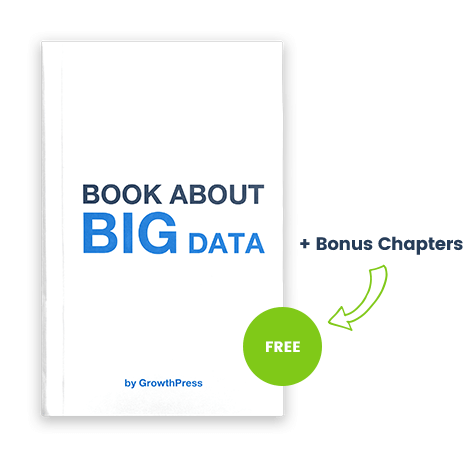 BOOK ABOUT
BIG DATA
+ Bonus Chapters
FREE
by GrowthPress